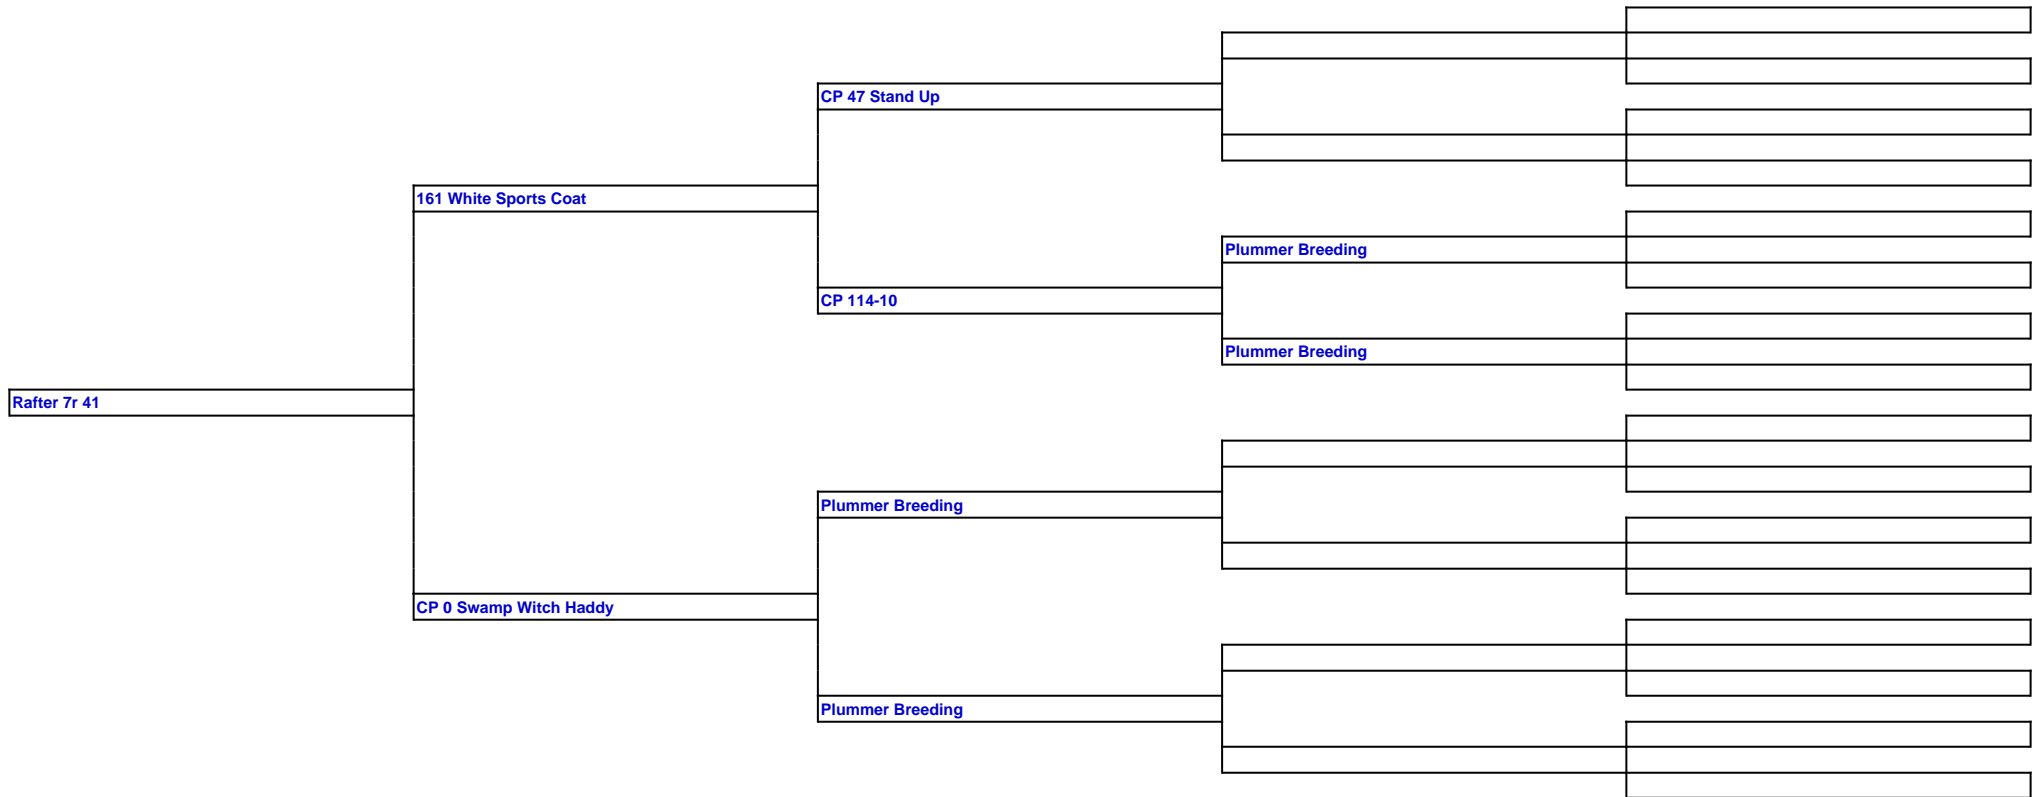 CP 47 Stand Up
161 White Sports Coat
Plummer Breeding
CP 114-10
Plummer Breeding
Rafter 7r 41
Plummer Breeding
CP 0 Swamp Witch Haddy
Plummer Breeding